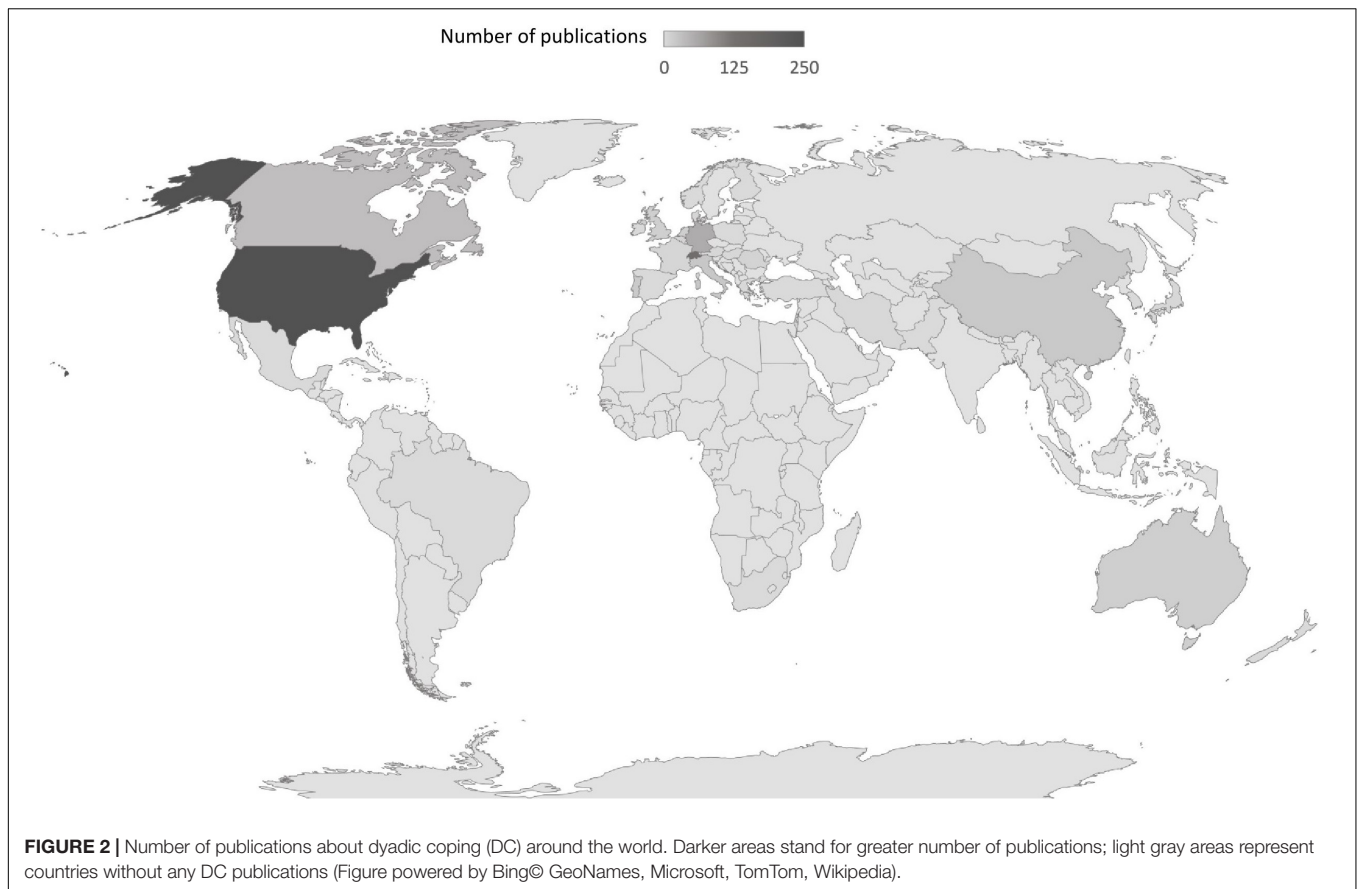 Number of publications
0 125 250
FIGURE 2 | Number of publications about dyadic coping (DC) around the world. Darker areas stand for greater number of publications; light gray areas represent
countries without any DC publications (Figure powered by Bing© GeoNames, Microsoft, TomTom, Wikipedia).